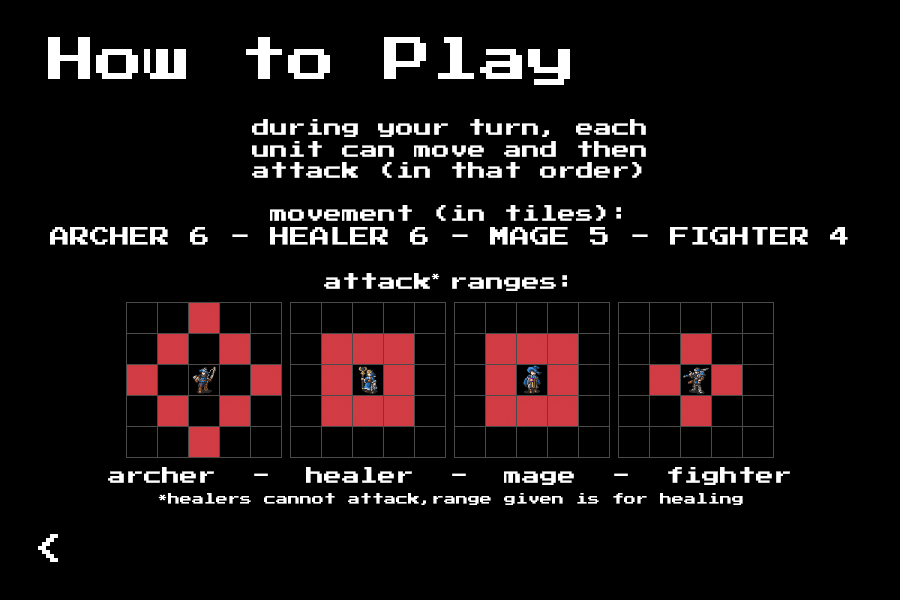 How to Play
during your turn, each
unit can move and then
attack (in that order)
movement (in tiles):
ARCHER 6 - HEALER 6 - MAGE 5 - FIGHTER 4
attack* ranges:
archer - healer - mage - fighter
*healers cannot attack,range given is for healing
<